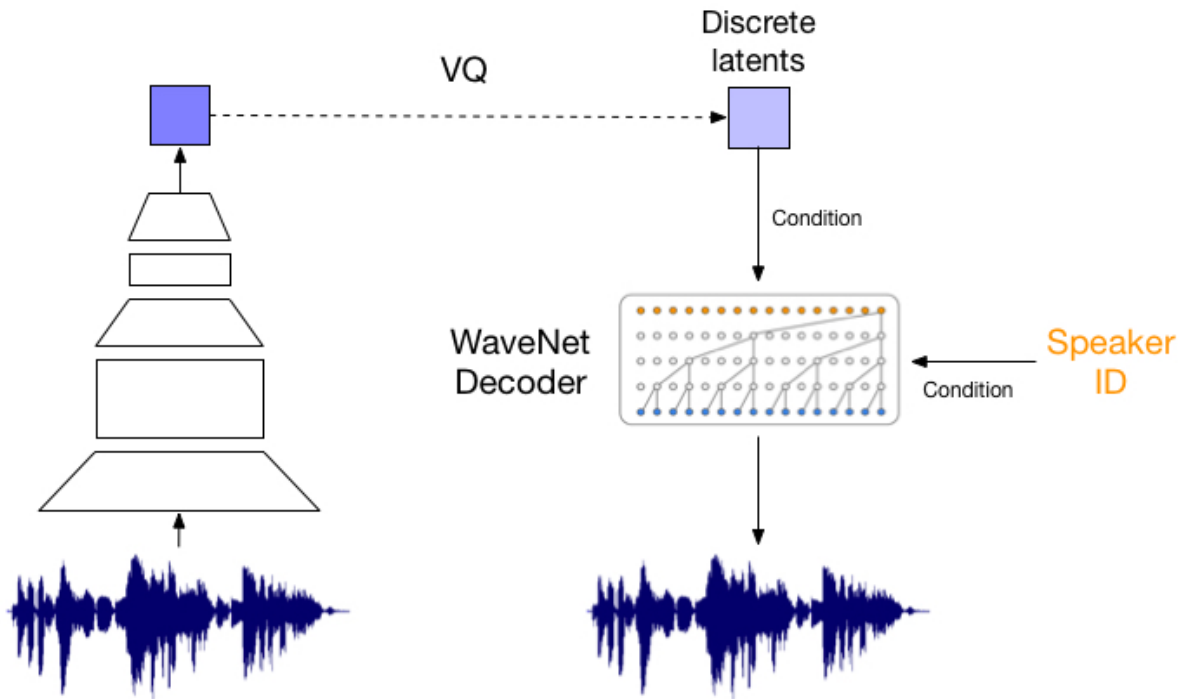 Discrete
latents
VQ
Condition
WaveNet
Decoder
Speaker
ID
Condition